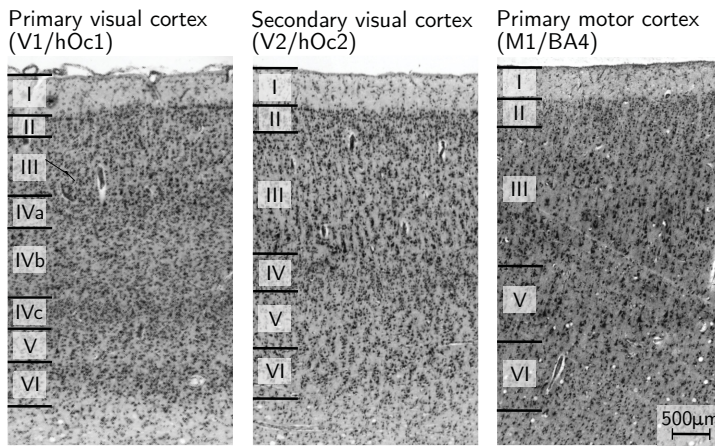 Primary visual cortex
(V1/hOc1)
I
II
III
IVa
IVb
IVc
V
VI
Secondary visual cortex
(V2/hOc2)
I
II
III
IV
V
VI
Primary motor cortex
(M1/BA4)
I
II
III
V
VI
500µm